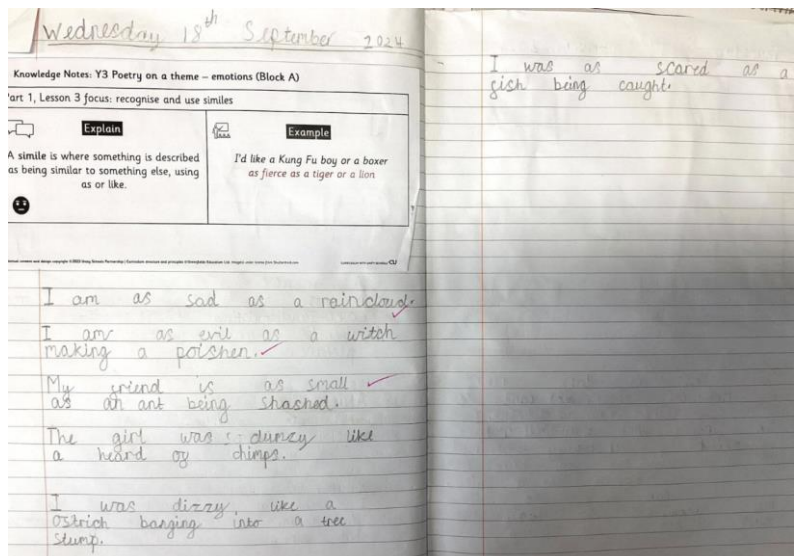 Wednesday 18th September 2024
Knowledge Notes: Y3 Poetry on a theme – emotions (Block A)
Part 1, Lesson 3 focus: recognise and use similes
Explain
A simile is where something is described
as being similar to something else, using
as or like.
Example
I'd like a Kung Fu boy or a boxer
as fierce as a tiger or a lion
I am as sad as a raincloud.
I am as evil as a witch
making a poishen.
My friend is as small
as an ant being shashed.
The girl was clumzy like
a heard of chimps.
I was dizzy like a
ostrich banging into a tree
stump.
I was as scared as a
fish being caught.